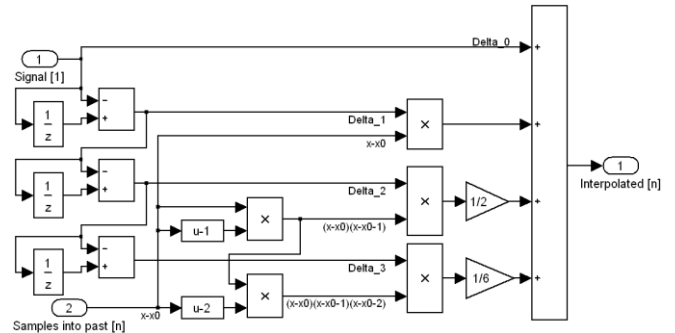 Delta_0
1
Signal [1]
−
+
1
z
+
Delta_1
x-x0
×
+
1
Interpolated [n]
−
+
1
z
Delta_2
×
1/2
+
u-1
×
(x-x0)(x-x0-1)
−
+
1
z
Delta_3
×
1/6
+
2
Samples into past [n]
x-x0
u-2
×
(x-x0)(x-x0-1)(x-x0-2)